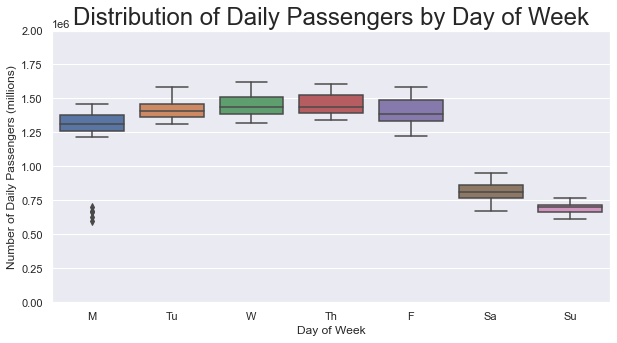 Distribution of Daily Passengers by Day of Week
1e6
2.00
1.75
1.50
1.25
1.00
0.75
0.50
0.25
0.00
Number of Daily Passengers (millions)
M Tu W Th F Sa Su
Day of Week